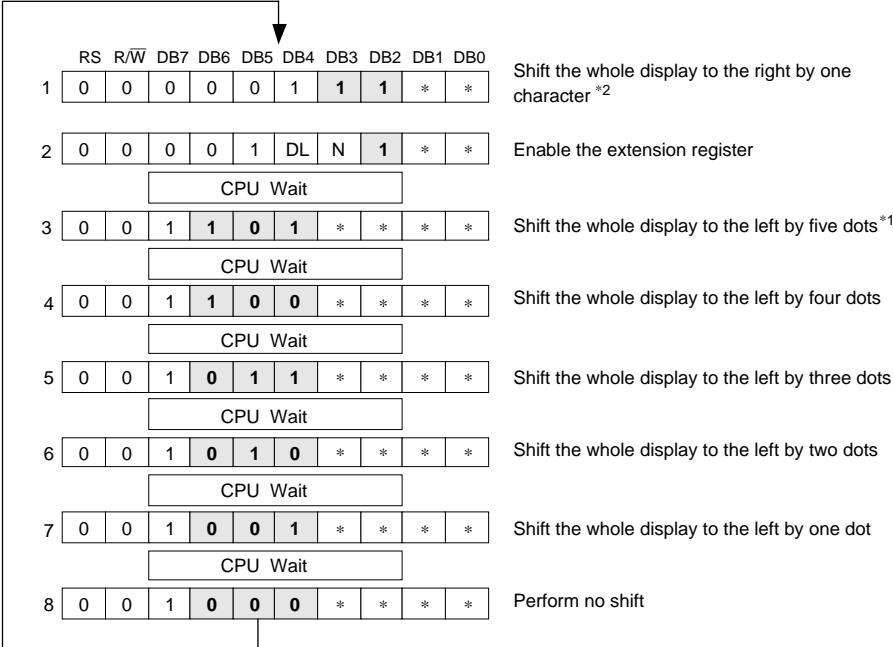 RS R/W̅ DB7 DB6 DB5 DB4 DB3 DB2 DB1 DB0
1 0 0 0 0 0 1 1 1 * * Shift the whole display to the right by one
character *2
2 0 0 0 0 1 DL N 1 * * Enable the extension register
CPU Wait
3 0 0 1 1 0 1 * * * * Shift the whole display to the left by five dots*1
CPU Wait
4 0 0 1 1 0 0 * * * * Shift the whole display to the left by four dots
CPU Wait
5 0 0 1 0 1 1 * * * * Shift the whole display to the left by three dots
CPU Wait
6 0 0 1 0 1 0 * * * * Shift the whole display to the left by two dots
CPU Wait
7 0 0 1 0 0 1 * * * * Shift the whole display to the left by one dot
CPU Wait
8 0 0 1 0 0 0 * * * * Perform no shift